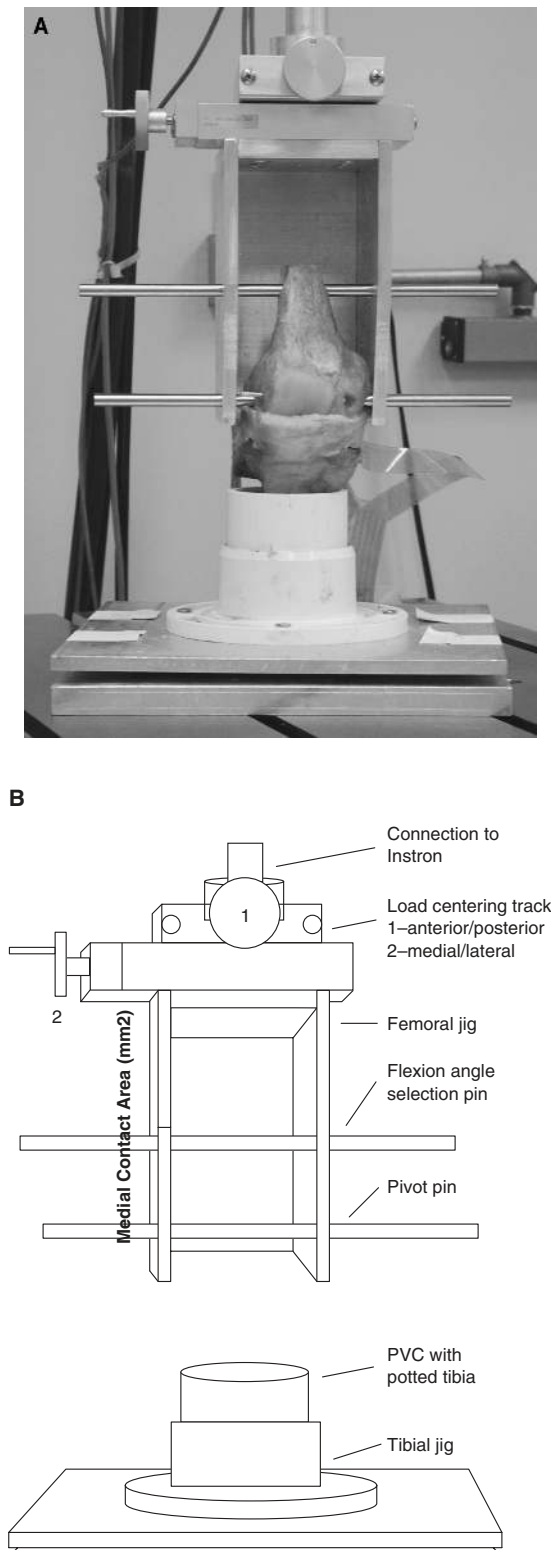 A
B
Connection to
Instron
Load centering track
1–anterior/posterior
2–medial/lateral
1
2
Femoral jig
Medial Contact Area (mm2)
Flexion angle
selection pin
Pivot pin
PVC with
potted tibia
Tibial jig